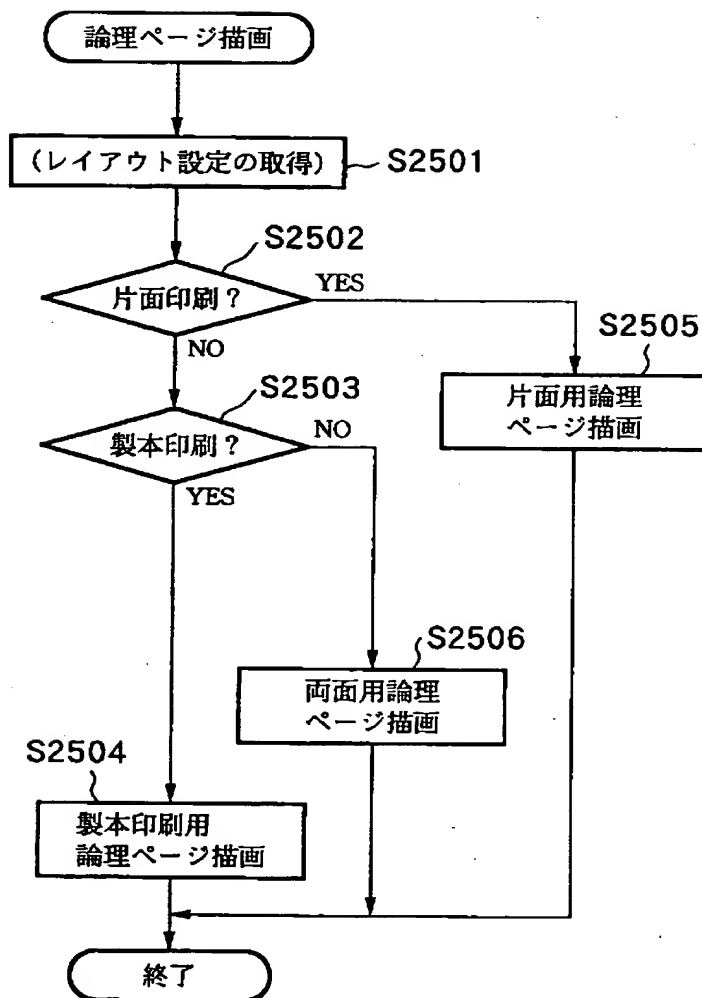 論理ページ描画
(レイアウト設定の取得)
S2501
S2502
片面印刷?
YES
NO
S2505
片面用論理
ページ描画
S2503
製本印刷?
NO
YES
S2506
両面用論理
ページ描画
S2504
製本印刷用
論理ページ描画
終了